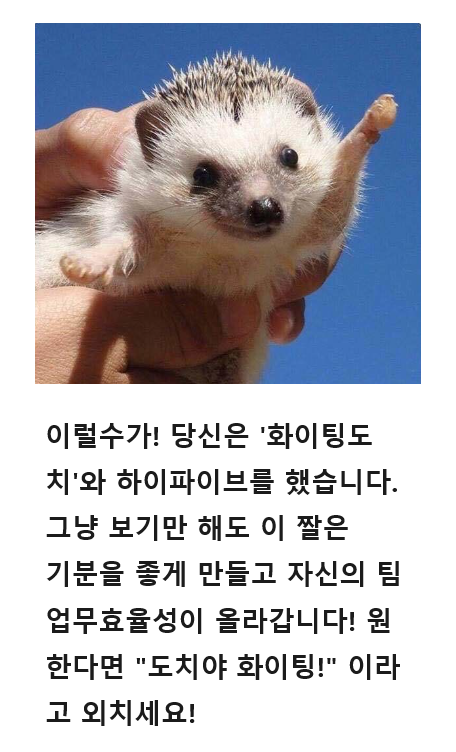 이럴수가! 당신은 '화이팅도
치'와 하이파이브를 했습니다.
그냥 보기만 해도 이 짤은
기분을 좋게 만들고 자신의 팀
업무효율성이 올라갑니다! 원
한다면 "도치야 화이팅!" 이라
고 외치세요!